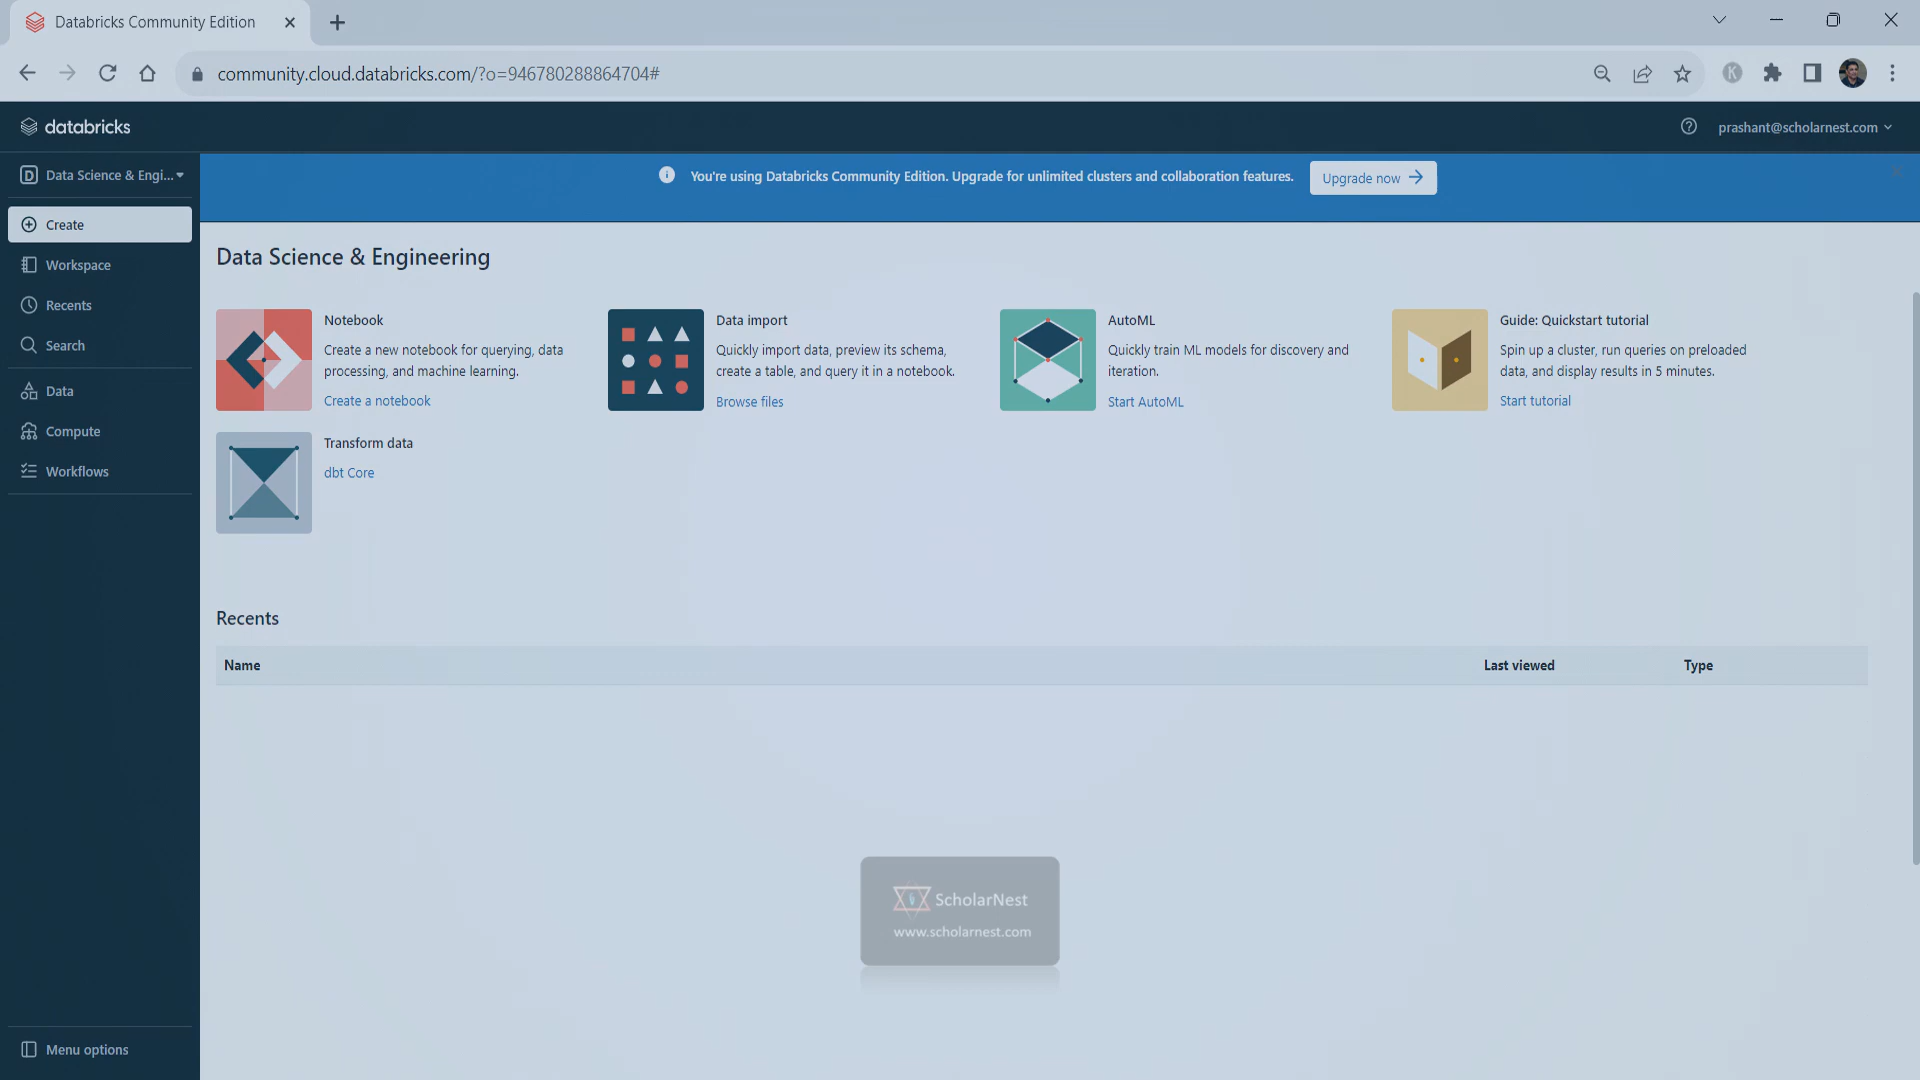 Databricks Community Edition
community.cloud.databricks.com/?o=946780288864704#
K
databricks
prashant@scholarnest.com
D Data Science & Engi...
You're using Databricks Community Edition. Upgrade for unlimited clusters and collaboration features.
Upgrade now
Create
Workspace
Recents
Search
Data
Compute
Workflows
Menu options
Data Science & Engineering
Notebook
Create a new notebook for querying, data
processing, and machine learning.
Create a notebook
Data import
Quickly import data, preview its schema,
create a table, and query it in a notebook.
Browse files
AutoML
Quickly train ML models for discovery and
iteration.
Start AutoML
Guide: Quickstart tutorial
Spin up a cluster, run queries on preloaded
data, and display results in 5 minutes.
Start tutorial
Transform data
dbt Core
Recents
Name Last viewed Type
ScholarNest
www.scholarnest.com